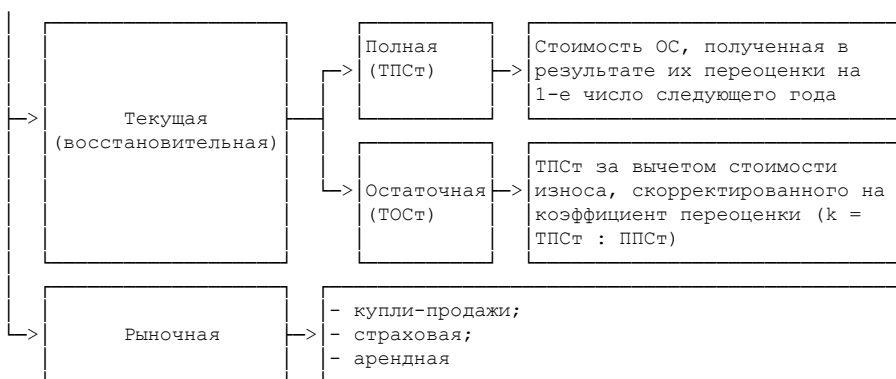 Полная
(ТПСт)
Стоимость ОС, полученная в
результате их переоценки на
1-е число следующего года
Текущая
(восстановительная)
Остаточная
(ТОСт)
ТПСт за вычетом стоимости
износа, скорректированного на
коэффициент переоценки (k =
ТПСт : ППСт)
Рыночная
- купли-продажи;
- страховая;
- арендная